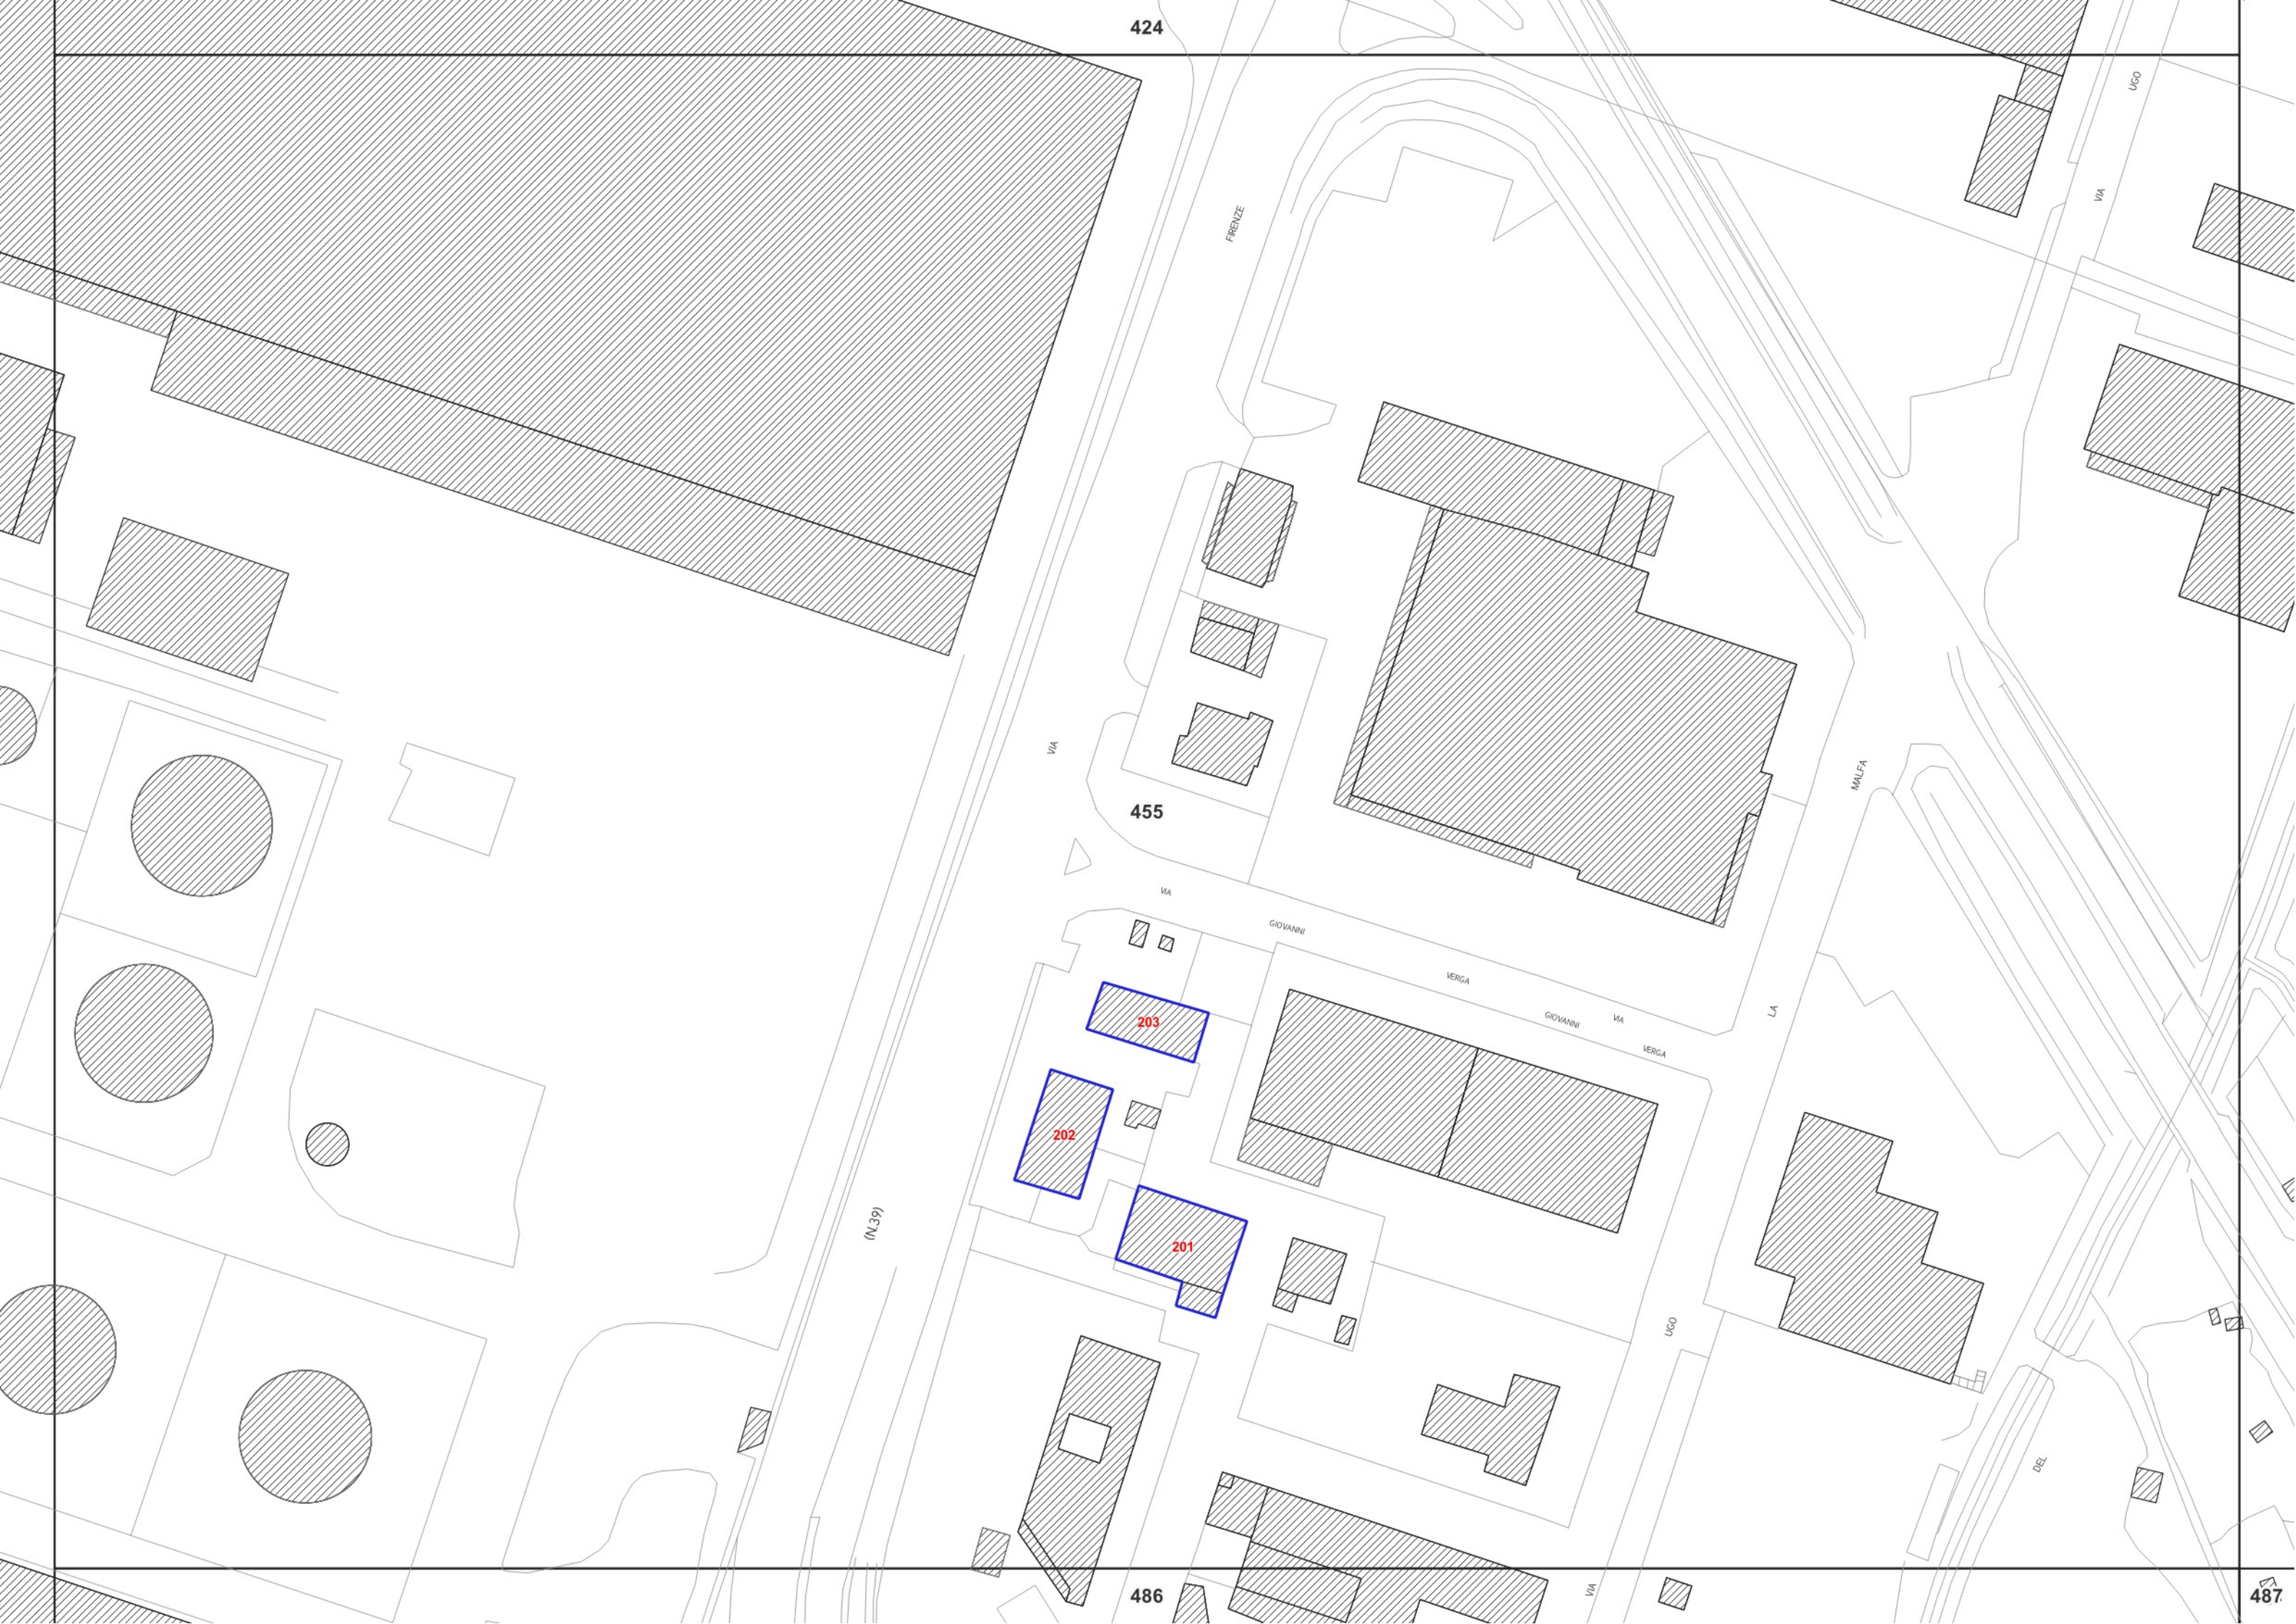 424
UGO
VIA
FIRENZE
VIA
MALFA
455
VIA
GIOVANNI
VERGA
LA
203
GIOVANNI
VIA
VERGA
202
(N.39)
201
UGO
DEL
VIA
486
487